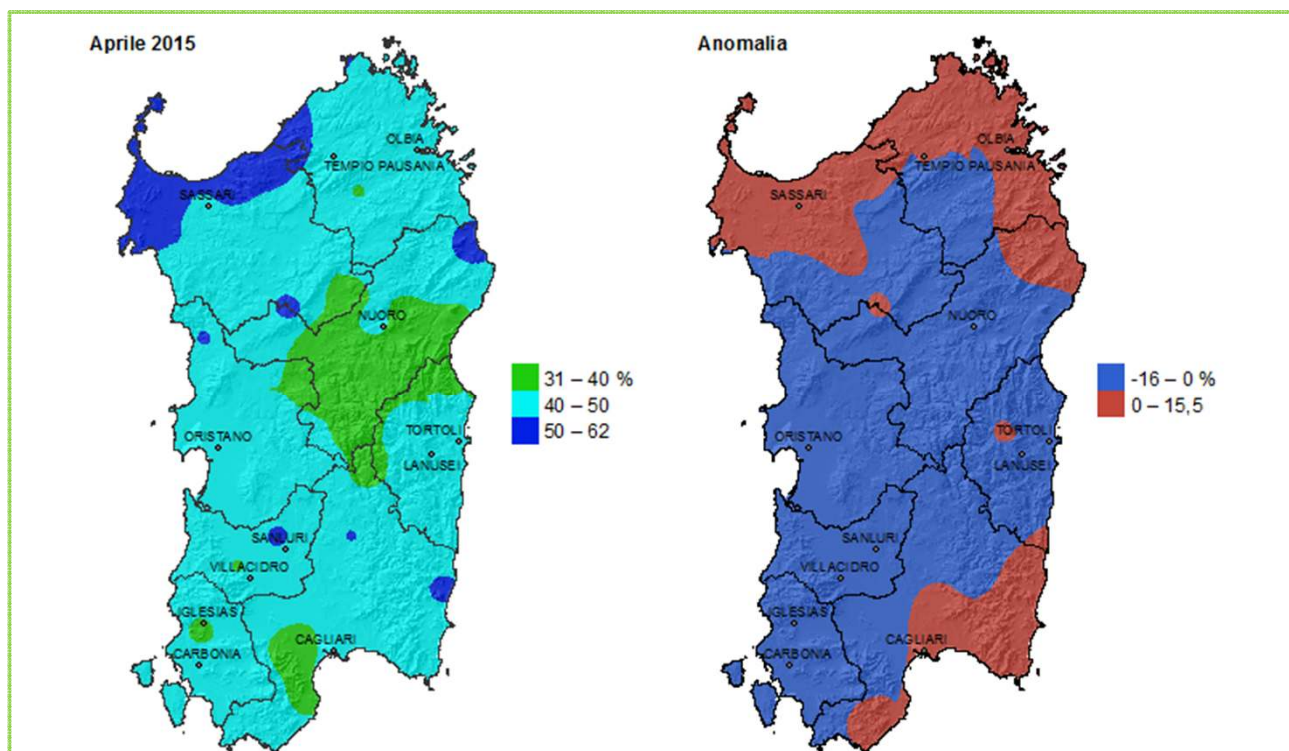 Aprile 2015
OLBIA
TEMPIO PAUSANIA
SASSARI
NUORO
ORISTANO
TORTOLI
LANUSEI
SANLURI
VILLACIDRO
IGLESIAS
CAGLIARI
CARBONIA
31 – 40 %
40 – 50
50 – 62
Anomalia
OLBIA
TEMPIO PAUSANIA
SASSARI
NUORO
ORISTANO
TORTOLI
LANUSEI
SANLURI
VILLACIDRO
IGLESIAS
CAGLIARI
CARBONIA
-16 – 0 %
0 – 15,5